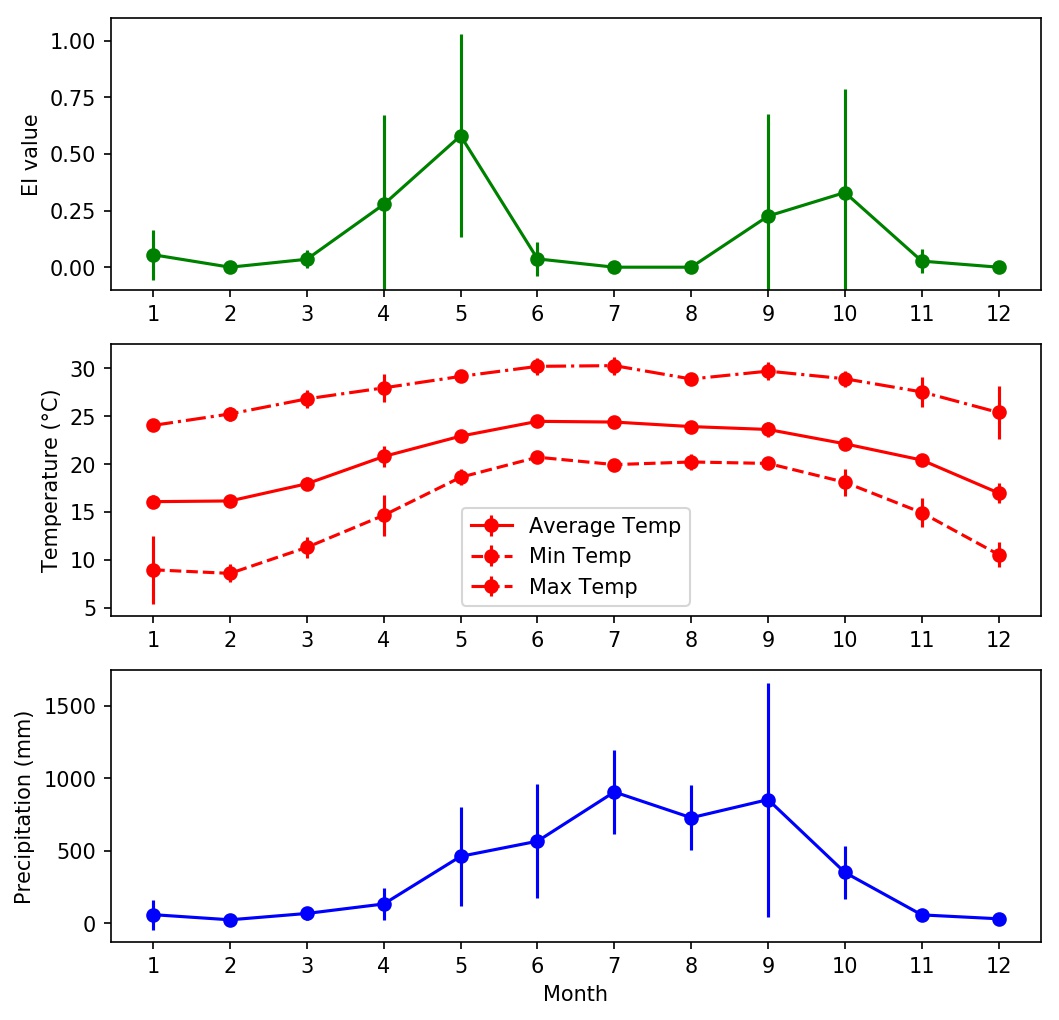 EI value
1.00
0.75
0.50
0.25
0.00
1 2 3 4 5 6 7 8 9 10 11 12
Temperature (°C)
30
25
20
15
10
5
Average Temp
Min Temp
Max Temp
1 2 3 4 5 6 7 8 9 10 11 12
Precipitation (mm)
1500
1000
500
0
1 2 3 4 5 6 7 8 9 10 11 12
Month